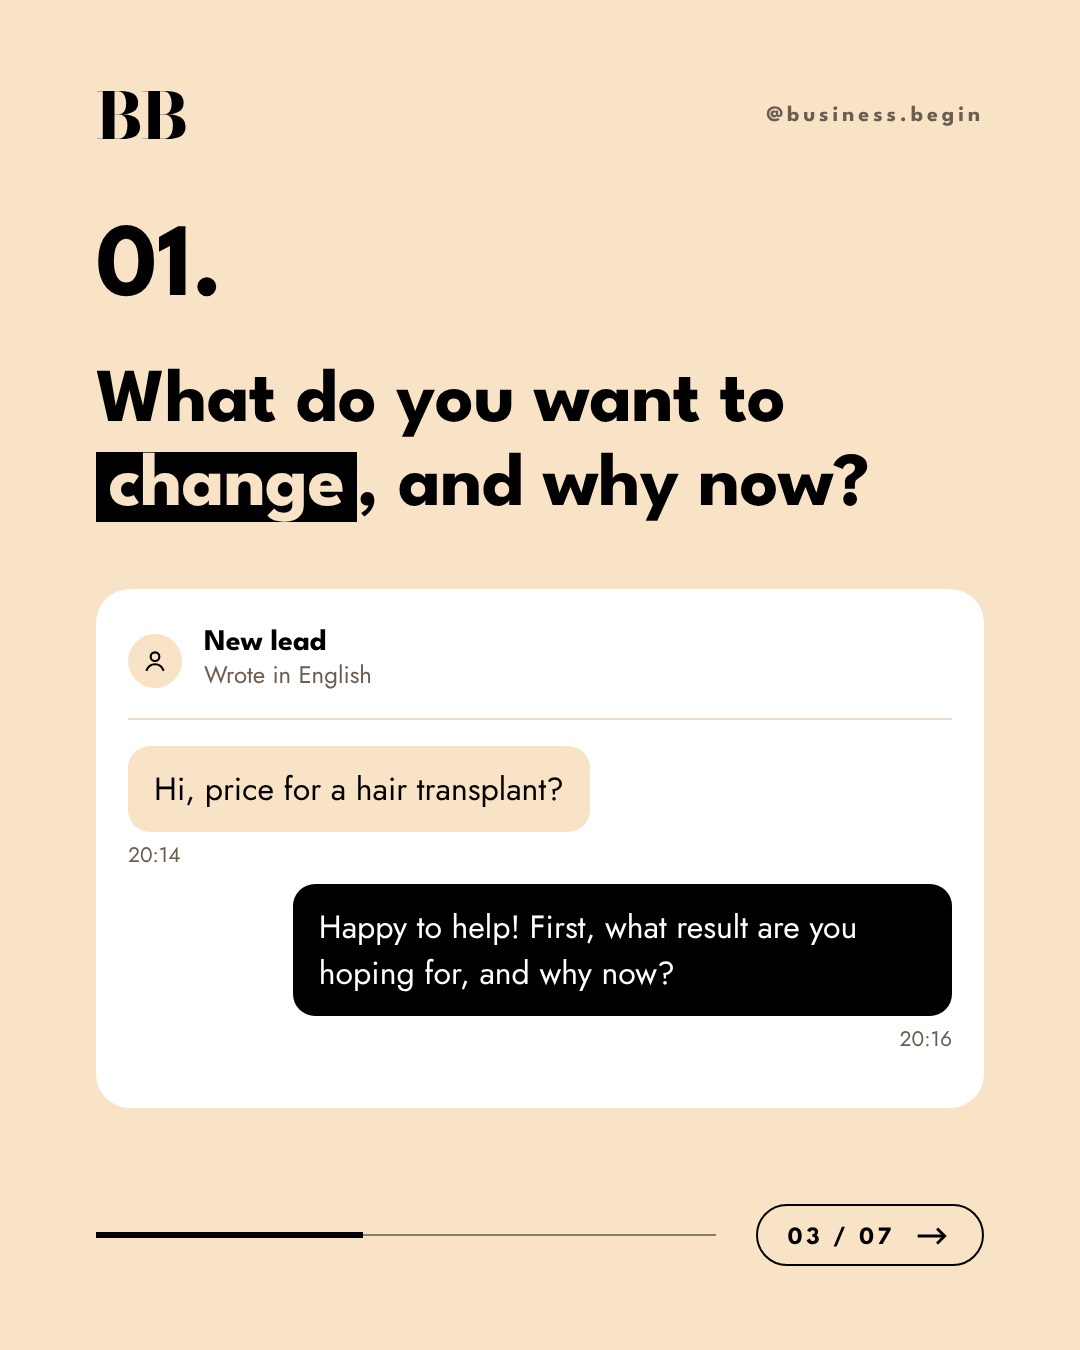 BB
@business.begin
01.
What do you want to
change, and why now?
New lead
Wrote in English
Hi, price for a hair transplant?
20:14
Happy to help! First, what result are you
hoping for, and why now?
20:16
03 / 07 →